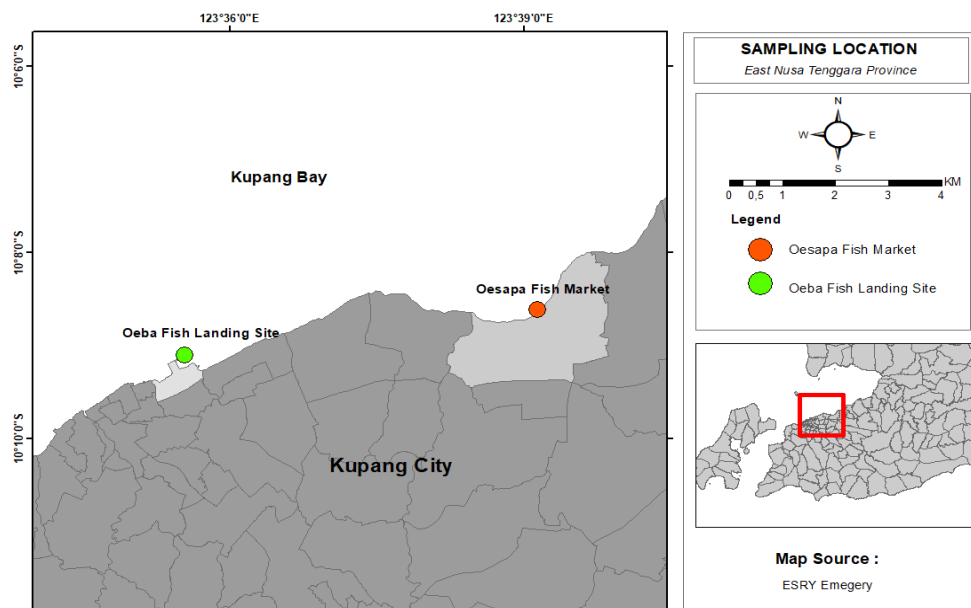 123°36'0"E
123°39'0"E
10°6'0"S
10°8'0"S
10°10'0"S
Kupang Bay
Oesapa Fish Market
Oeba Fish Landing Site
Kupang City
SAMPLING LOCATION
East Nusa Tenggara Province
N
W
E
S
KM
0 0,5 1 2 3 4
Legend
Oesapa Fish Market
Oeba Fish Landing Site
Map Source :
ESRY Emegery